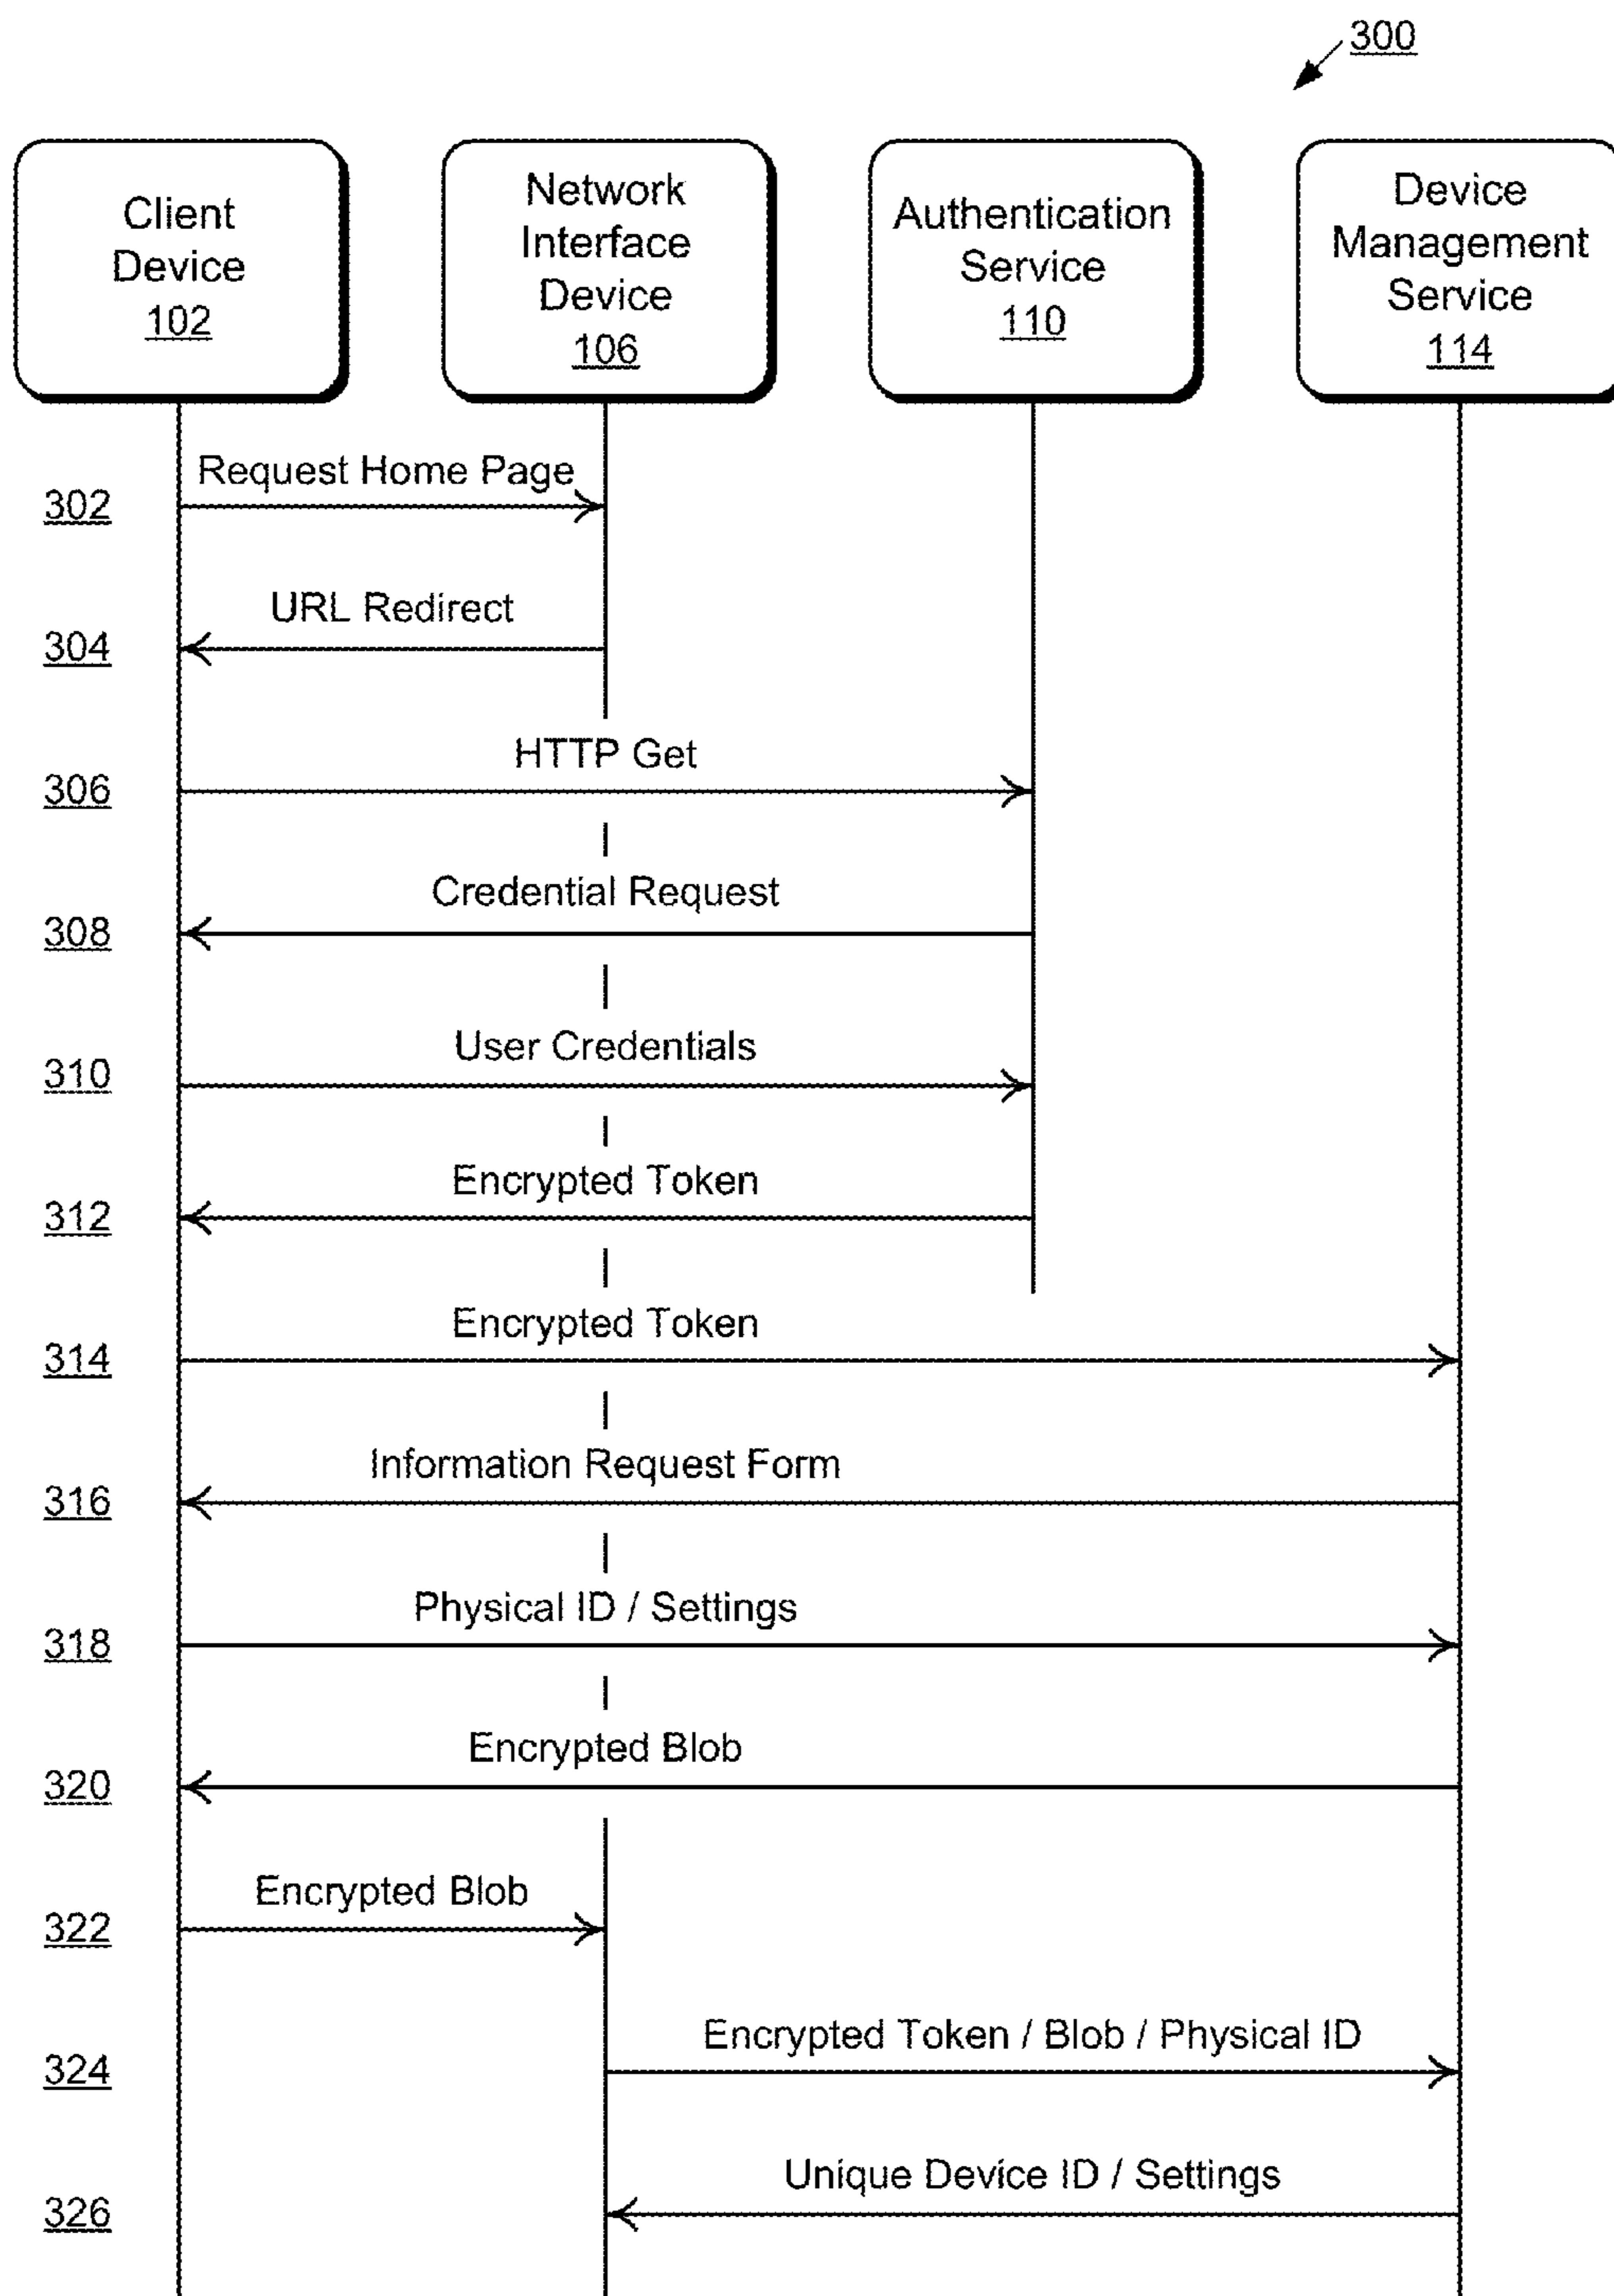 300
Client
Device
102
Network
Interface
Device
106
Authentication
Service
110
Device
Management
Service
114
Request Home Page
302
URL Redirect
304
HTTP Get
306
Credential Request
308
User Credentials
310
Encrypted Token
312
Encrypted Token
314
Information Request Form
316
Physical ID / Settings
318
Encrypted Blob
320
Encrypted Blob
322
Encrypted Token / Blob / Physical ID
324
Unique Device ID / Settings
326